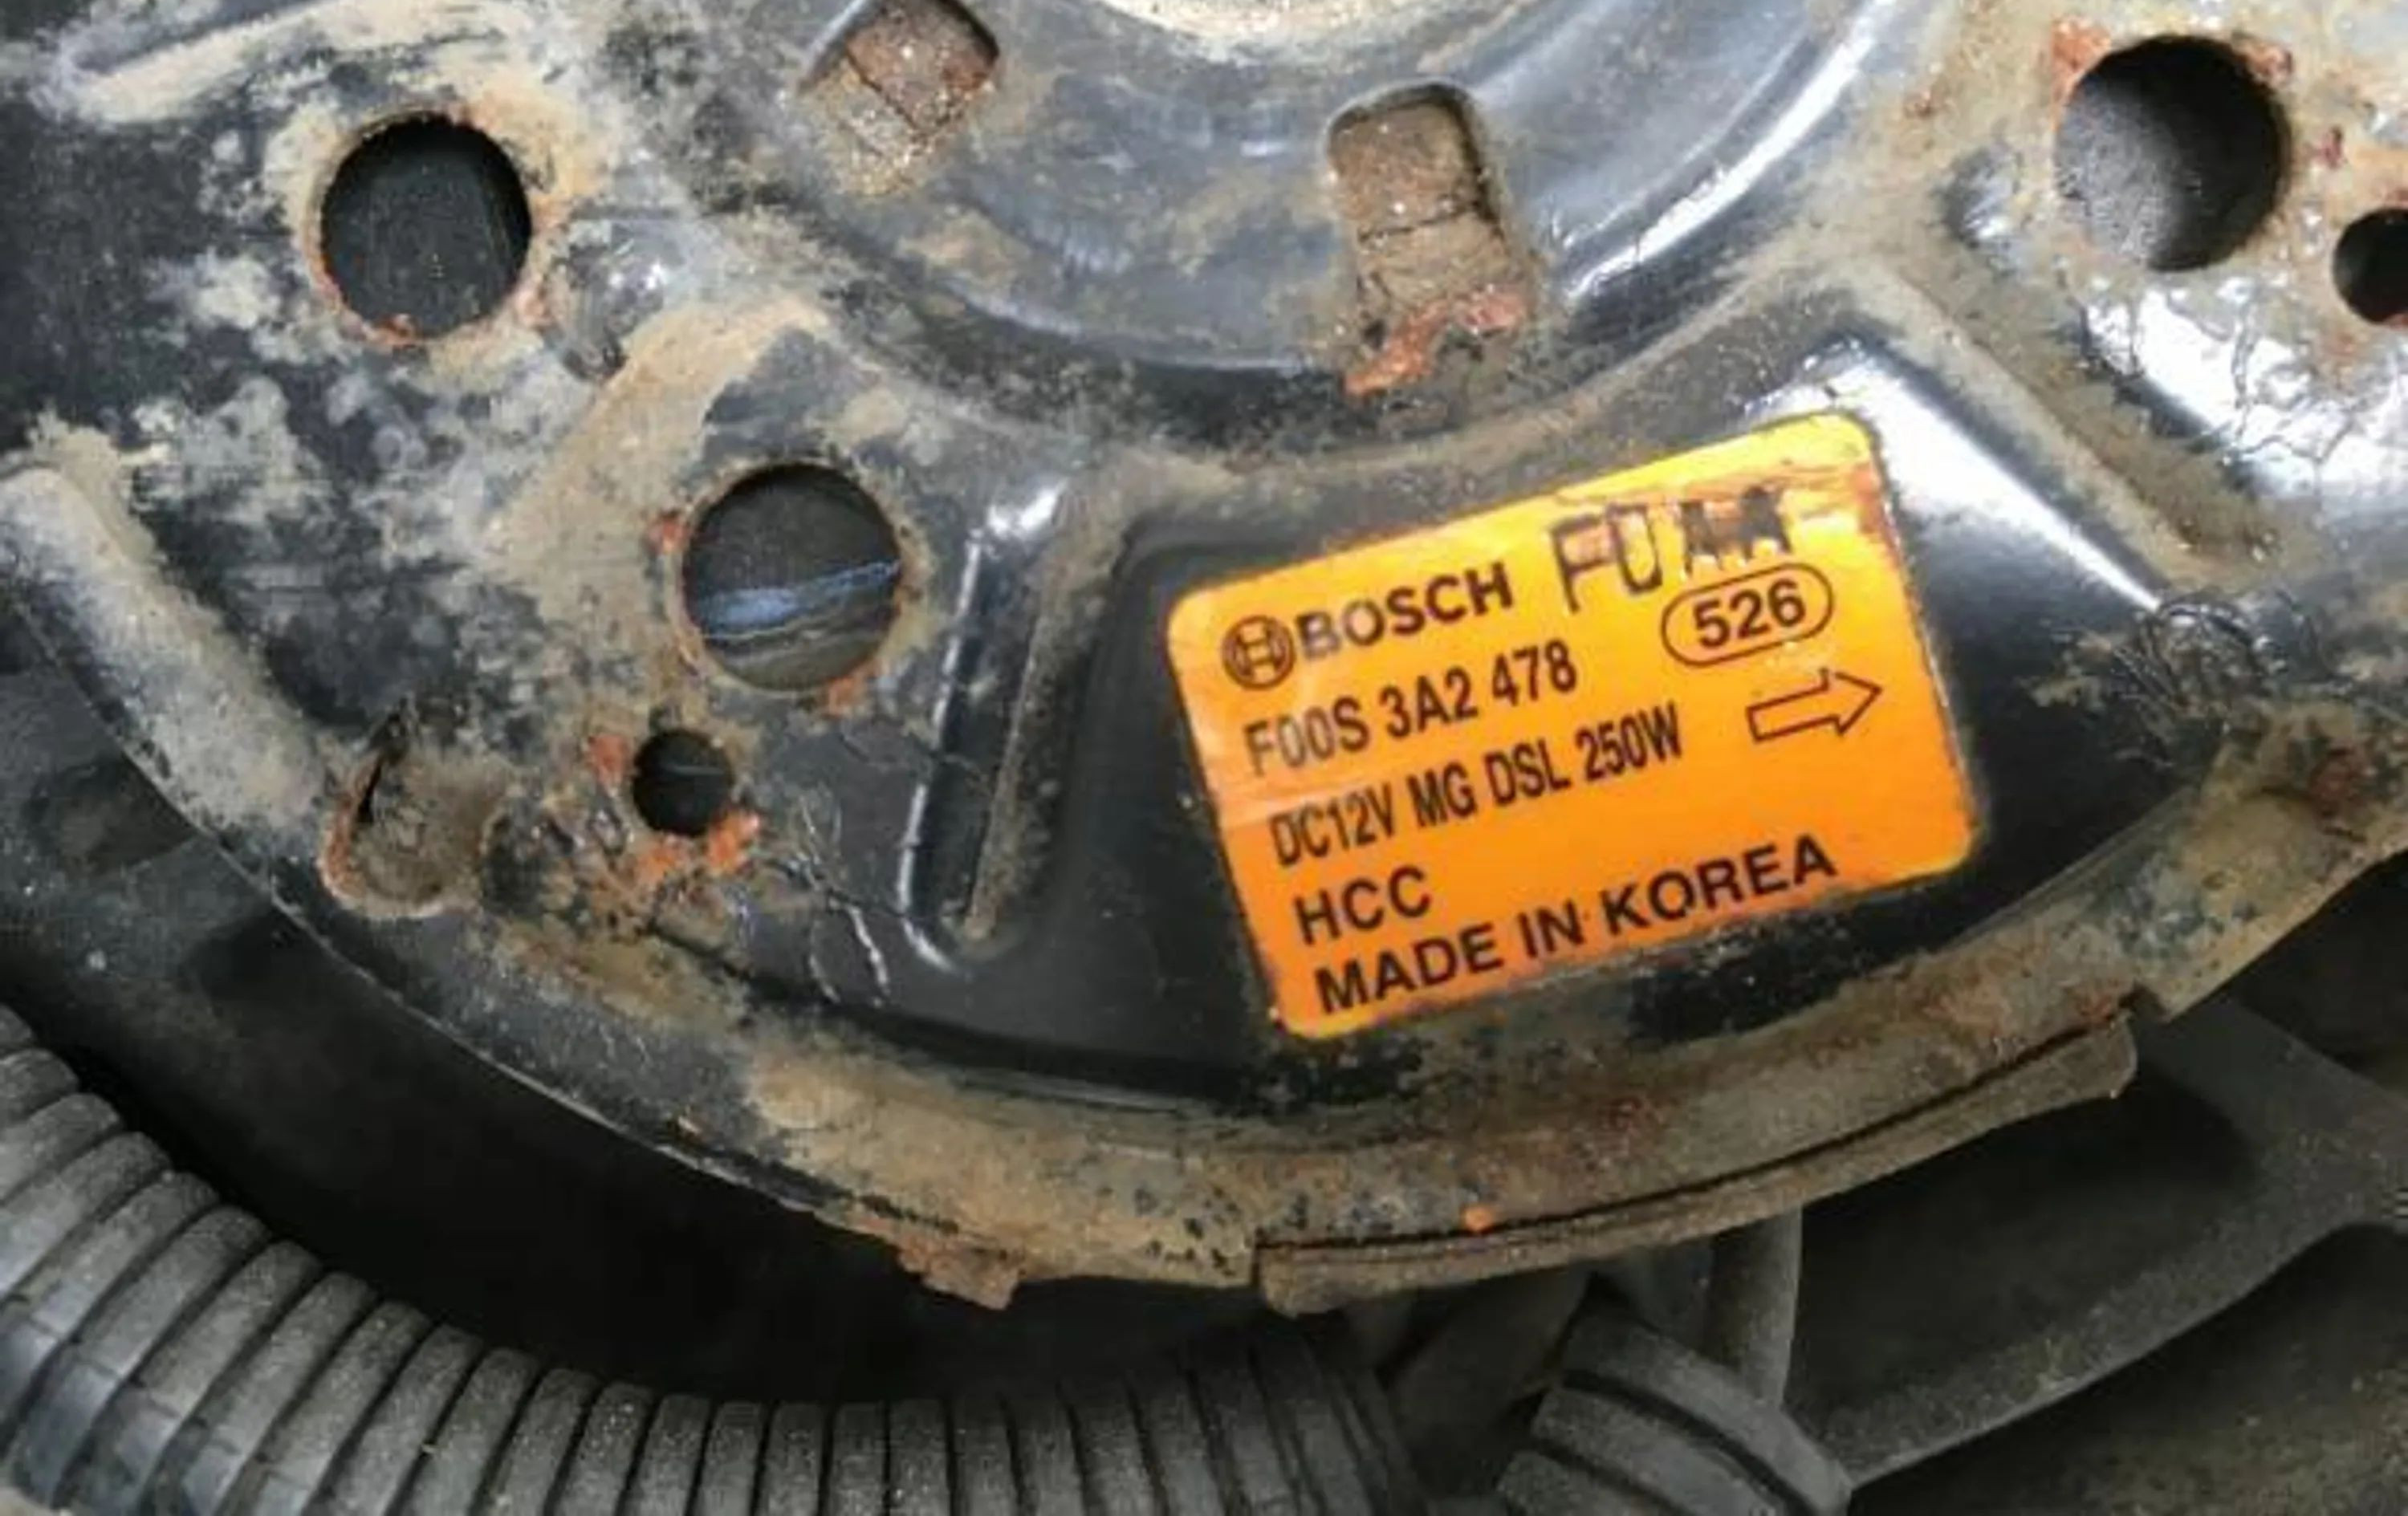 BOSCH
526
F00S 3A2 478
DC12V MG DSL 250W
HCC
MADE IN KOREA